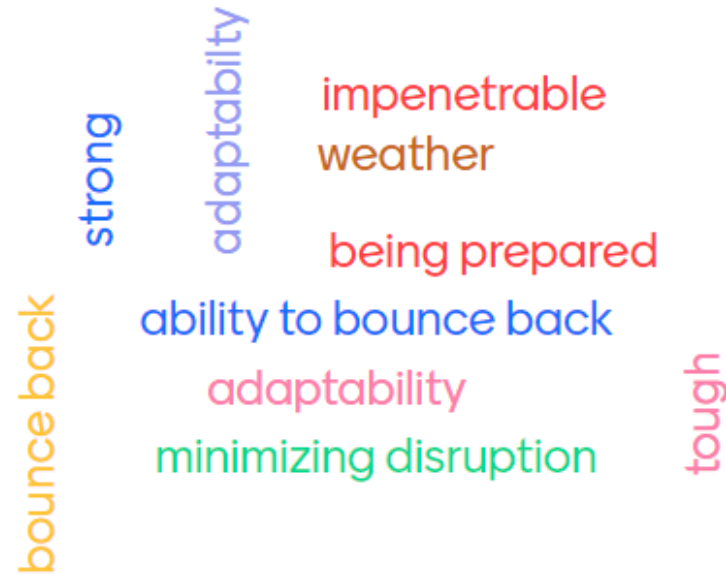 adaptabilty
impenetrable
strong
weather
being prepared
bounce back
ability to bounce back
adaptability
tough
minimizing disruption